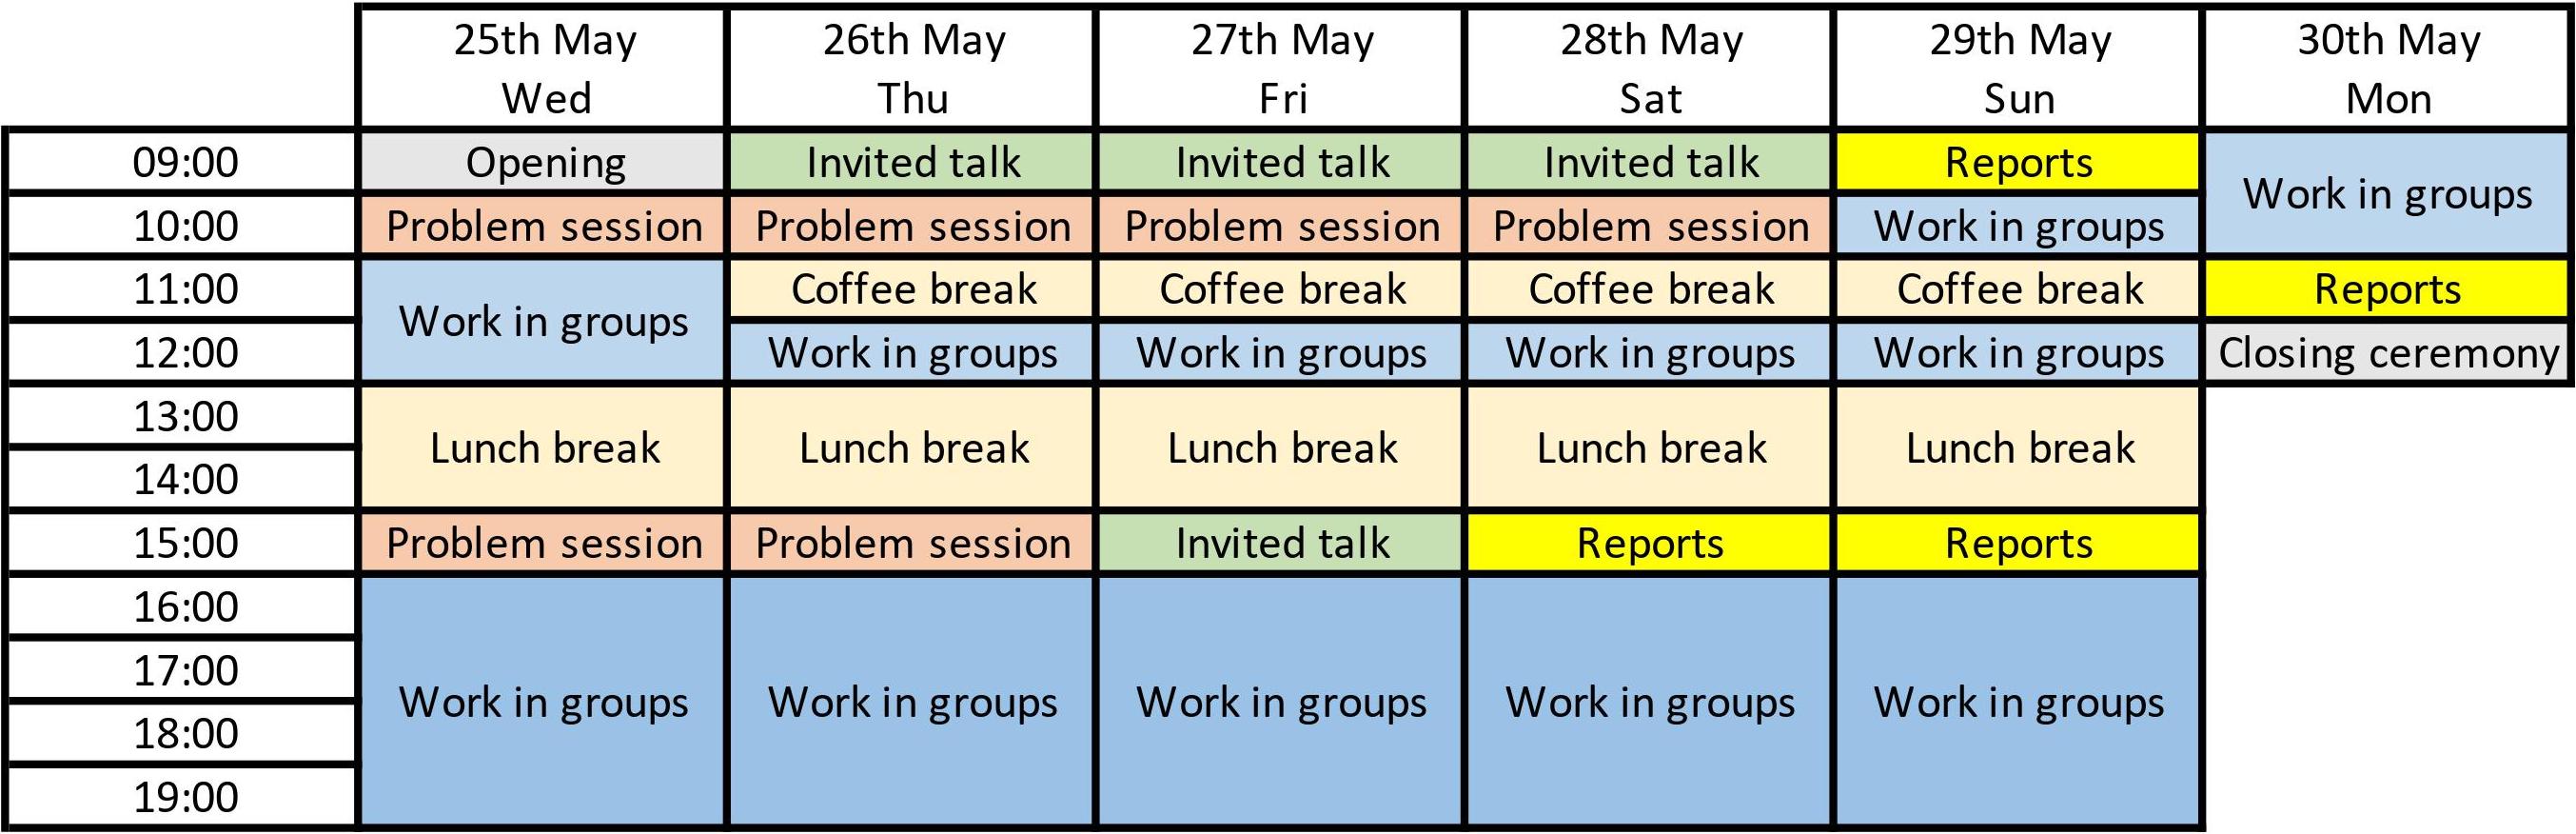 25th May 26th May 27th May 28th May 29th May 30th May
Wed Thu Fri Sat Sun Mon
09:00 Opening Invited talk Invited talk Invited talk Reports
Work in groups
10:00 Problem session Problem session Problem session Problem session Work in groups
11:00 Coffee break Coffee break Coffee break Coffee break Reports
Work in groups
12:00 Work in groups Work in groups Work in groups Work in groups Closing ceremony
13:00
Lunch break Lunch break Lunch break Lunch break Lunch break
14:00
15:00 Problem session Problem session Invited talk Reports Reports
16:00
17:00
Work in groups Work in groups Work in groups Work in groups Work in groups
18:00
19:00